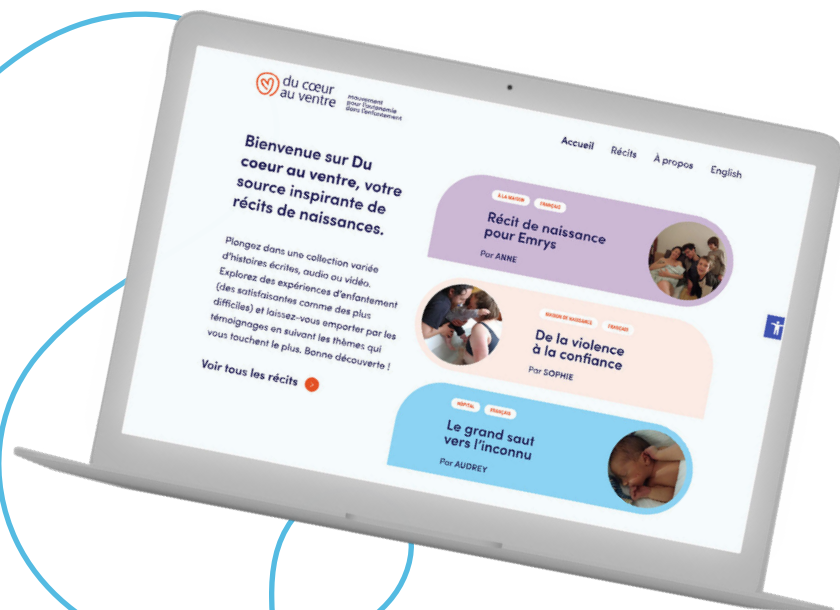 du cœur
au ventre
mouvement
pour l'autonomie
dans l'enfantement
Accueil
Récits
À propos
English
Bienvenue sur Du
coeur au ventre, votre
source inspirante de
récits de naissances.
Plongez dans une collection variée
d'histoires écrites, audio ou vidéo.
Explorez des expériences d'enfantement
(des satisfaisantes comme des plus
difficiles) et laissez-vous emporter par les
témoignages en suivant les thèmes qui
vous touchent le plus. Bonne découverte !
Voir tous les récits
À LA MAISON
FRANÇAIS
Récit de naissance
pour Emrys
Par ANNE
MAISON DE NAISSANCE
FRANÇAIS
De la violence
à la confiance
Par SOPHIE
HÔPITAL
FRANÇAIS
Le grand saut
vers l'inconnu
Par AUDREY